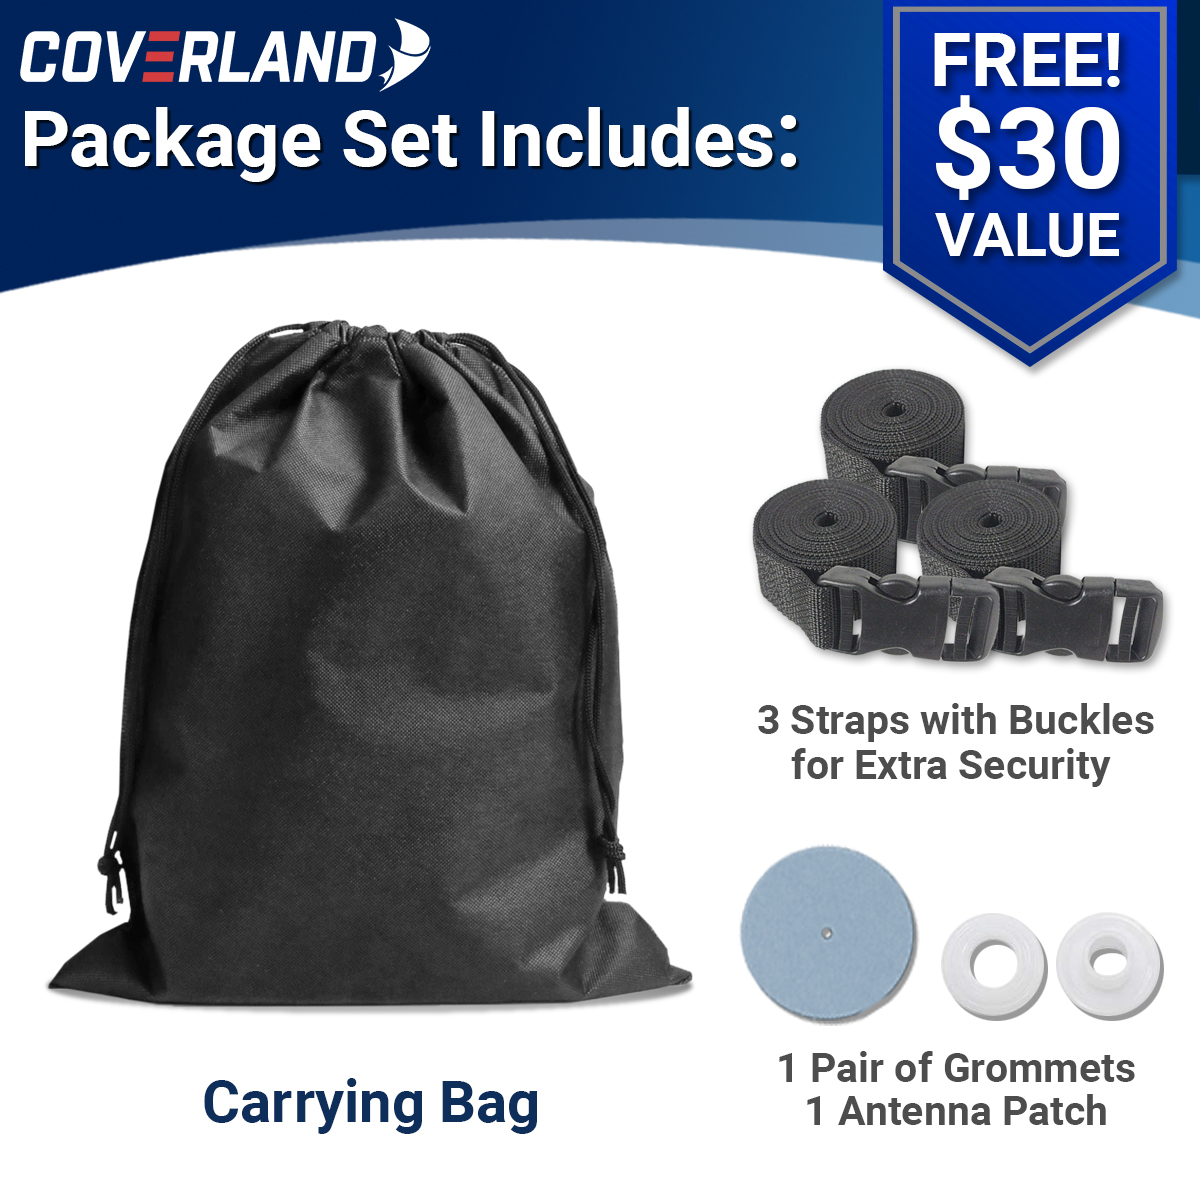 COVERLAND
Package Set Includes:
FREE!
$30
VALUE
3 Straps with Buckles
for Extra Security
1 Pair of Grommets
1 Antenna Patch
Carrying Bag